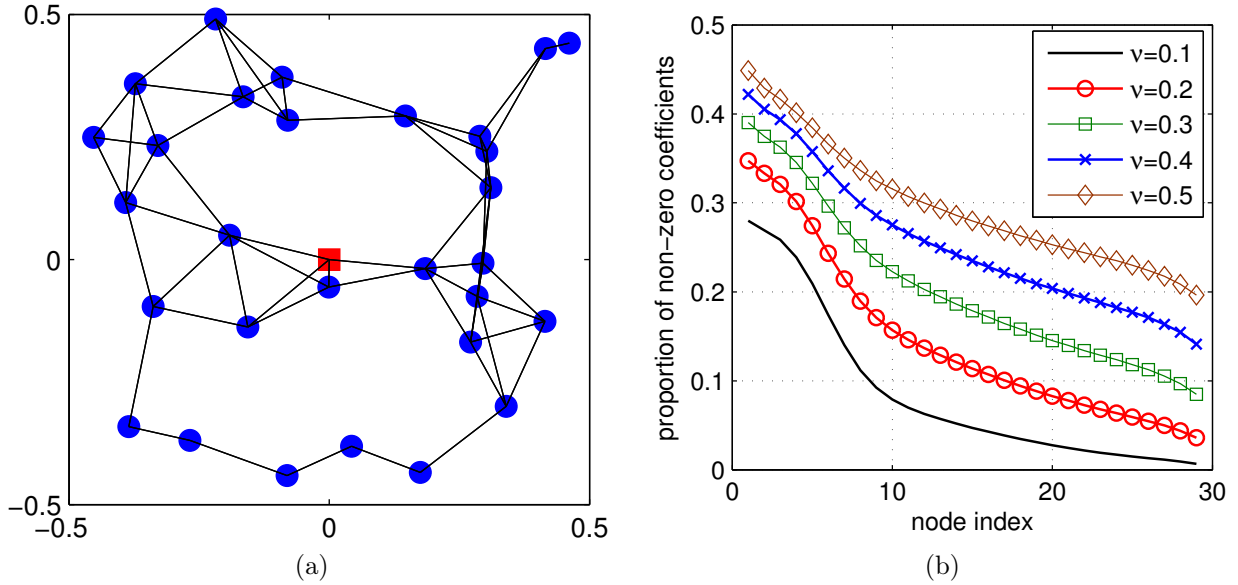 0.5
0
−0.5
−0.5
0
0.5
(a)
0.5
0.4
0.3
0.2
0.1
0
0
10
20
30
proportion of non-zero coefficients
node index
ν=0.1
ν=0.2
ν=0.3
ν=0.4
ν=0.5
(b)